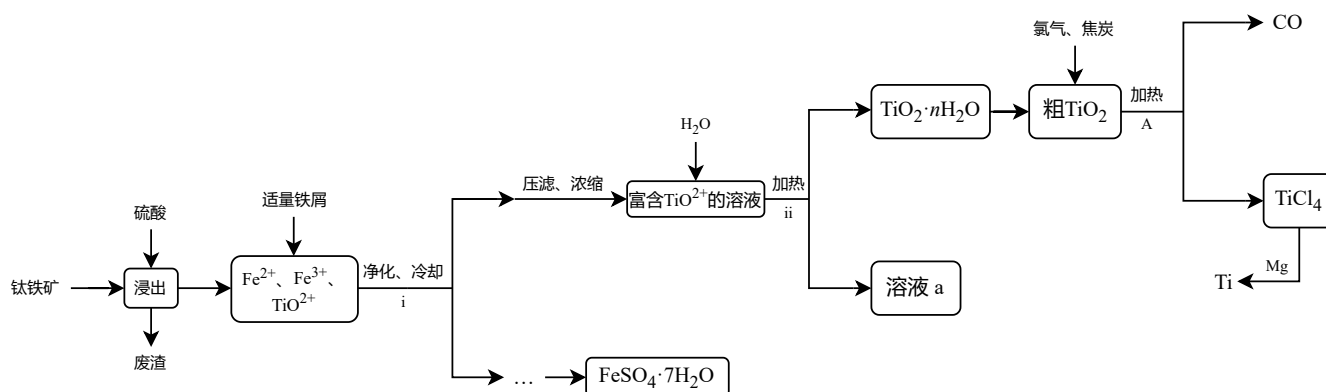 钛铁矿
硫酸
浸出
废渣
适量铁屑
Fe²⁺、Fe³⁺、
TiO²⁺
净化、冷却
i
压滤、浓缩
H₂O
富含TiO²⁺的溶液
加热
ii
TiO₂·nH₂O
氯气、焦炭
粗TiO₂
加热
A
CO
TiCl₄
Mg
Ti
溶液 a
…
FeSO₄·7H₂O